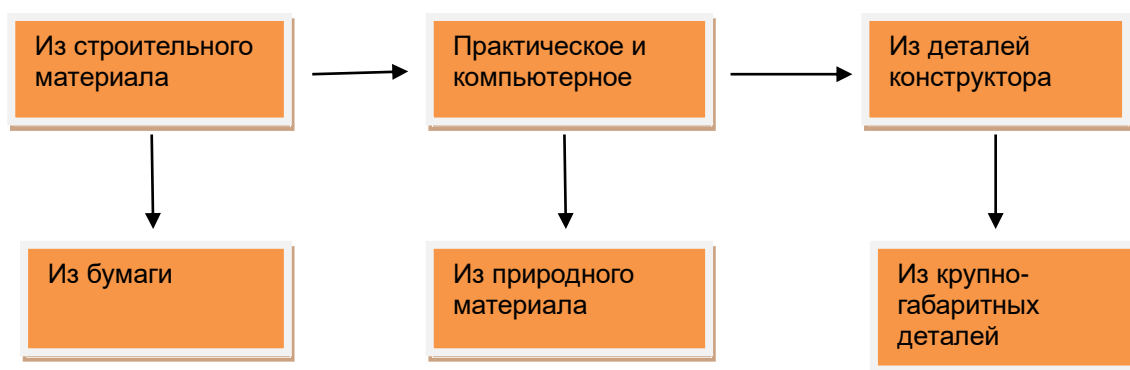 Из строительного
материала
Практическое и
компьютерное
Из деталей
конструктора
Из бумаги
Из природного
материала
Из крупно-
габаритных
деталей